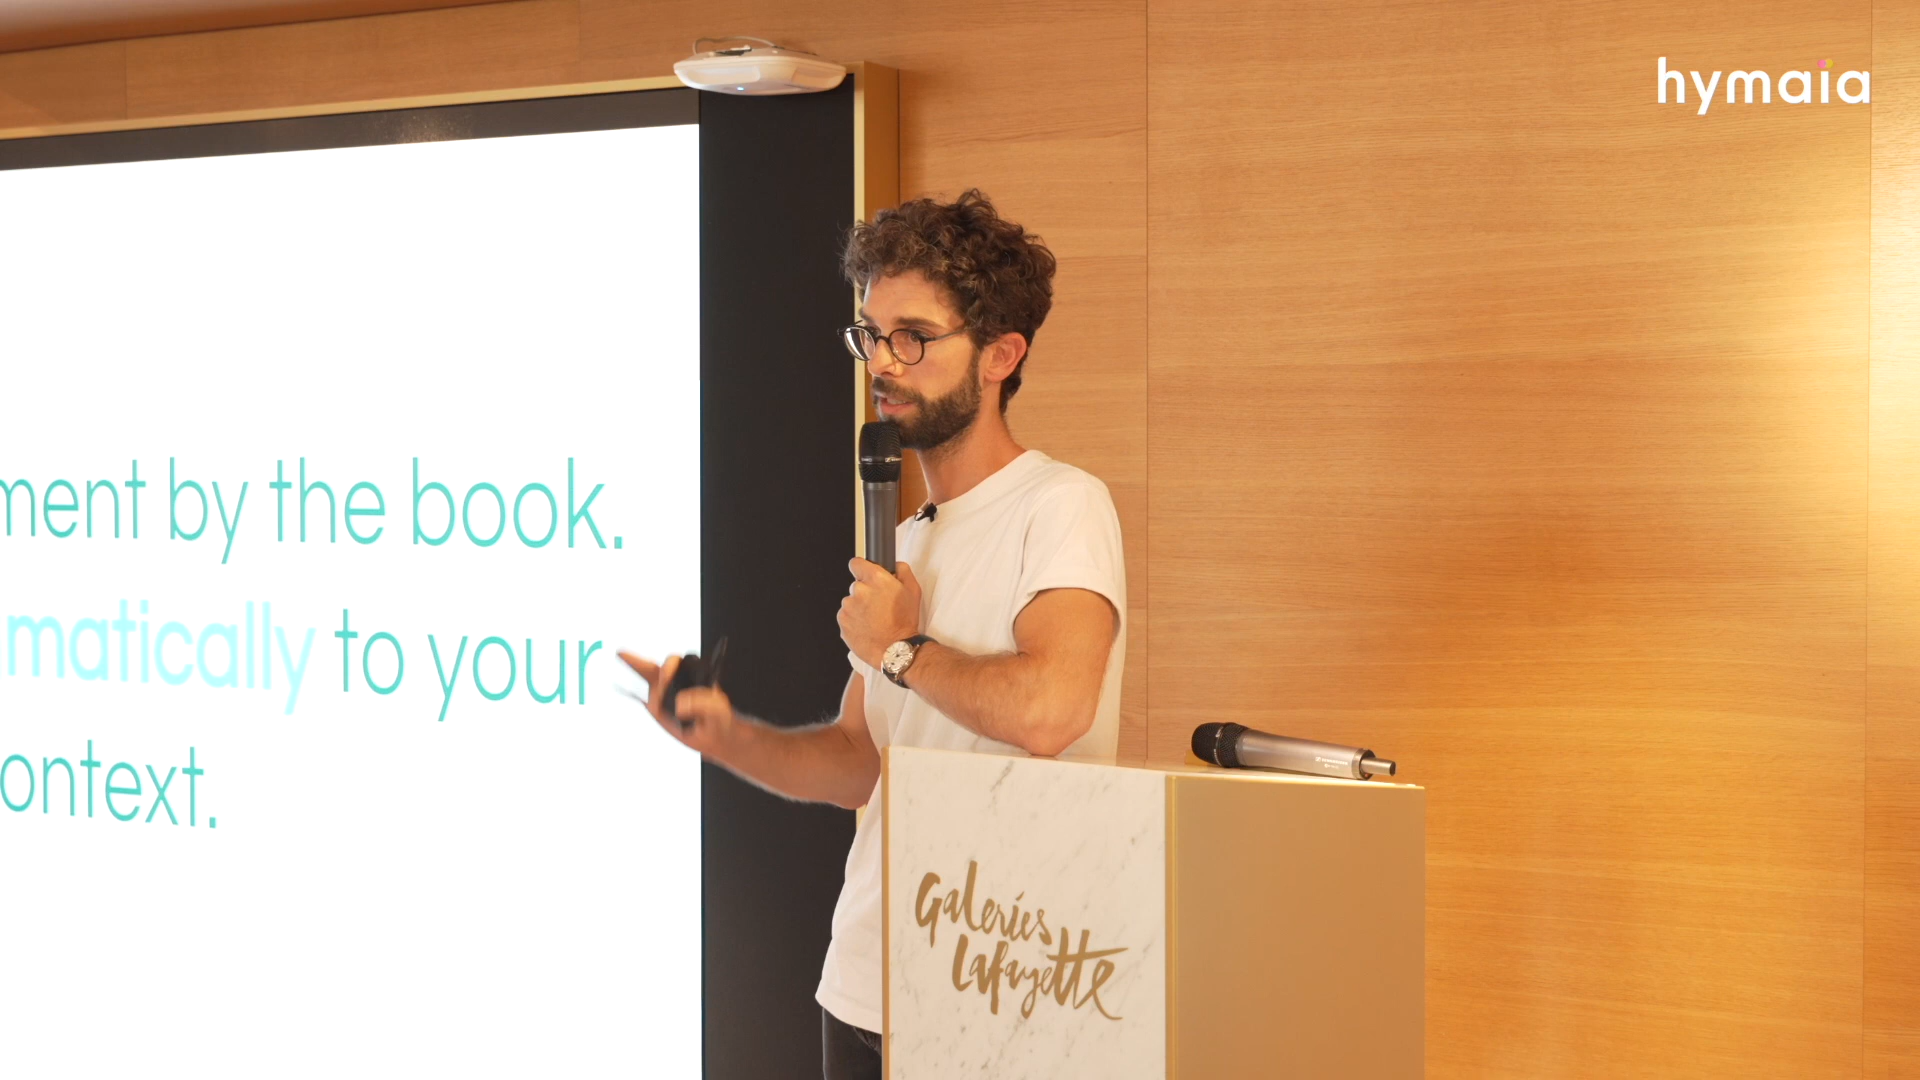 hymaia
ment by the book.
matically to your
ontext.
Galeries
Lafayette